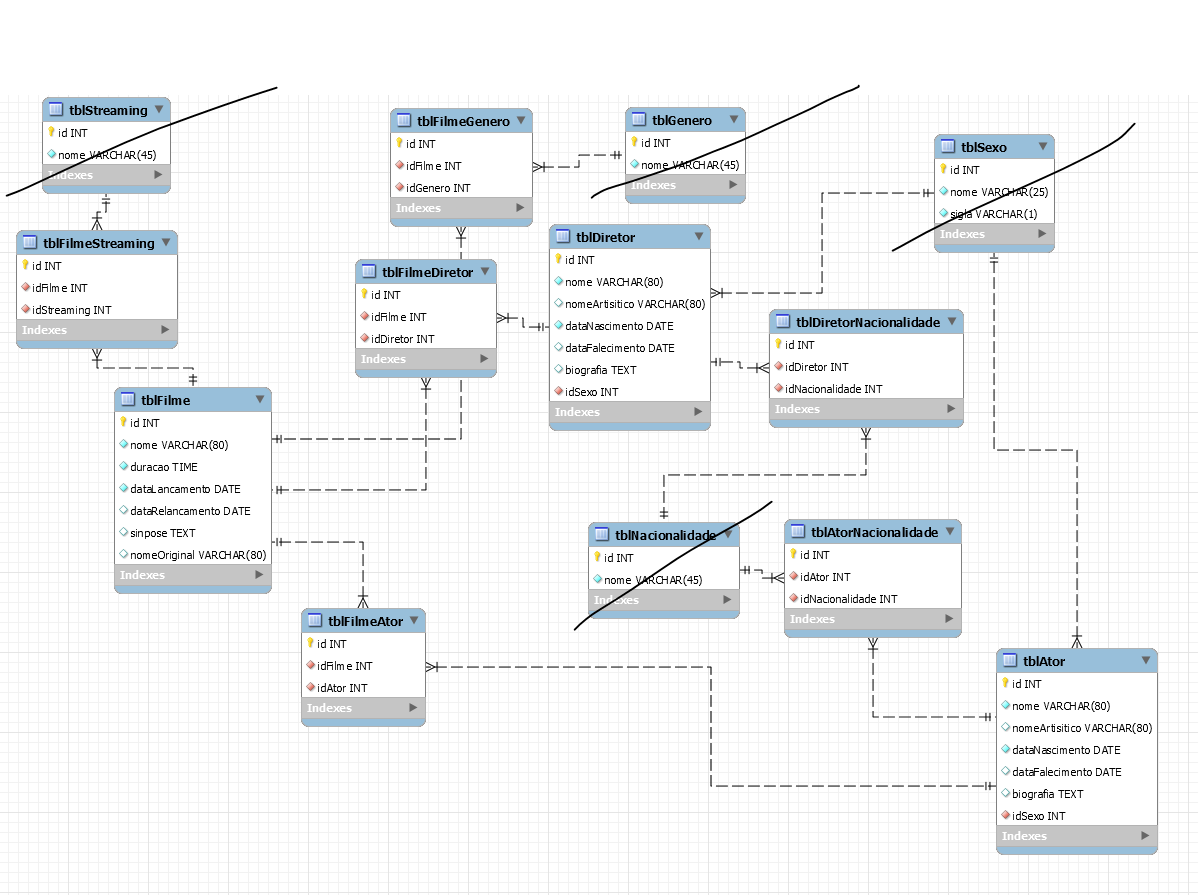 tblStreaming
id INT
nome VARCHAR(45)
Indexes
tblFilmeStreaming
id INT
idFilme INT
idStreaming INT
Indexes
tblFilme
id INT
nome VARCHAR(80)
duracao TIME
dataLancamento DATE
dataRelancamento DATE
sinpose TEXT
nomeOriginal VARCHAR(80)
Indexes
tblFilmeGenero
id INT
idFilme INT
idGenero INT
Indexes
tblGenero
id INT
nome VARCHAR(45)
Indexes
tblFilmeDiretor
id INT
idFilme INT
idDiretor INT
Indexes
tblDiretor
id INT
nome VARCHAR(80)
nomeArtisitico VARCHAR(80)
dataNascimento DATE
dataFalecimento DATE
biografia TEXT
idSexo INT
Indexes
tblSexo
id INT
nome VARCHAR(25)
sigla VARCHAR(1)
Indexes
tblDiretorNacionalidade
id INT
idDiretor INT
idNacionalidade INT
Indexes
tblNacionalidade
id INT
nome VARCHAR(45)
Indexes
tblAtorNacionalidade
id INT
idAtor INT
idNacionalidade INT
Indexes
tblFilmeAtor
id INT
idFilme INT
idAtor INT
Indexes
tblAtor
id INT
nome VARCHAR(80)
nomeArtisitico VARCHAR(80)
dataNascimento DATE
dataFalecimento DATE
biografia TEXT
idSexo INT
Indexes